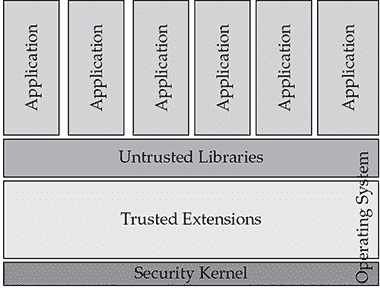 Application
Application
Application
Application
Application
Application
Untrusted Libraries
Trusted Extensions
Operating System
Security Kernel